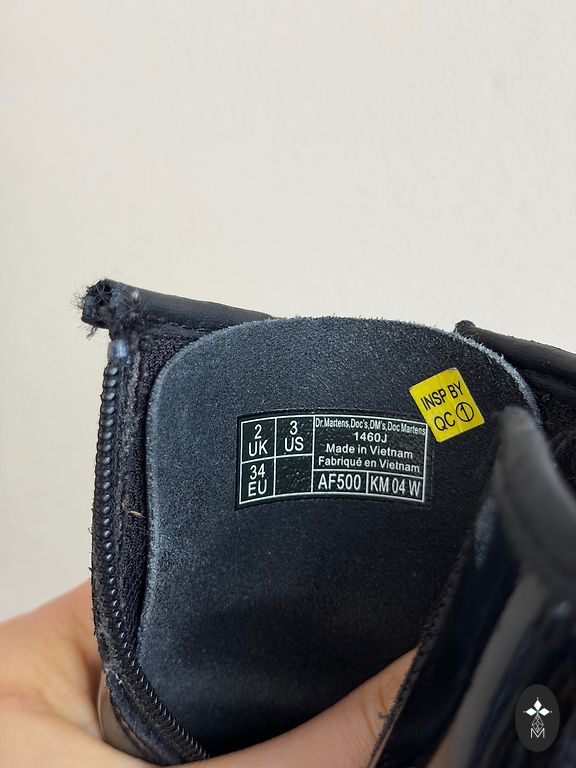 2
UK
3
US
34
EU
Dr.Martens,Doc's,DM's,Doc Martens
1460J
Made in Vietnam
Fabriqué en Vietnam
AF500 KM 04 W
INSP BY
QC 1